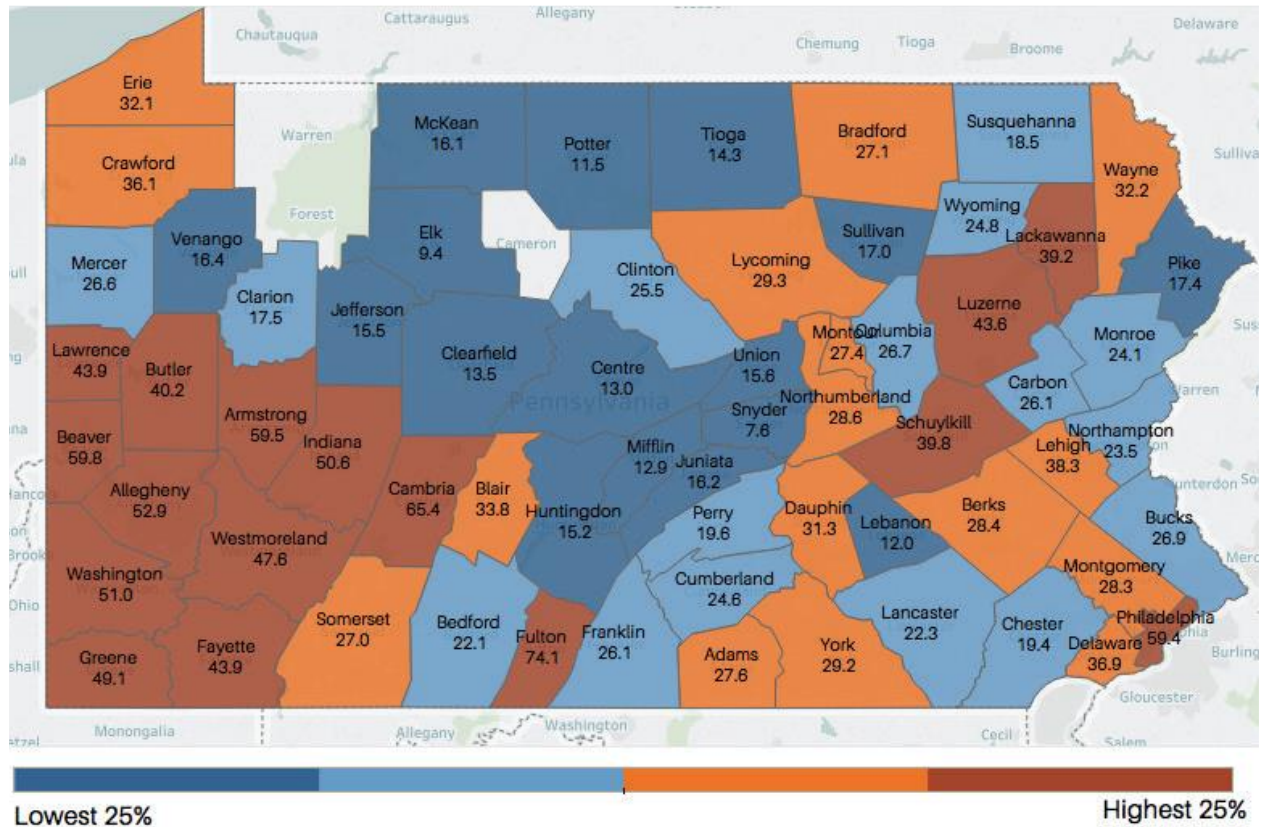 Cattaraugus
Allegany
Delaware
Chautauqua
Chemung
Tioga
Broome
Erie
32.1
McKean
16.1
Potter
11.5
Tioga
14.3
Bradford
27.1
Susquehanna
18.5
Warren
Crawford
36.1
Wayne
32.2
Forest
Venango
16.4
Elk
9.4
Cameron
Sullivan
17.0
Wyoming
24.8
Lackawanna
39.2
Mercer
26.6
Clarion
17.5
Clinton
25.5
Lycoming
29.3
Pike
17.4
Jefferson
15.5
Luzerne
43.6
Lawrence
43.9
Butler
40.2
Clearfield
13.5
Centre
13.0
Union
15.6
Montour
27.4
Columbia
26.7
Monroe
24.1
Pennsylvania
Carbon
26.1
Warren
Armstrong
59.5
Snyder
7.6
Northumberland
28.6
Schuylkill
39.8
Beaver
59.8
Indiana
50.6
Mifflin
12.9
Juniata
16.2
Lehigh
38.3
Northampton
23.5
Allegheny
52.9
Cambria
65.4
Blair
33.8
Huntingdon
15.2
Perry
19.6
Dauphin
31.3
Lebanon
12.0
Berks
28.4
Hunterdon
Bucks
26.9
Westmoreland
47.6
Washington
51.0
Cumberland
24.6
Montgomery
28.3
Ohio
Somerset
27.0
Bedford
22.1
Fulton
74.1
Franklin
26.1
Lancaster
22.3
Chester
19.4
Philadelphia
59.4
Delaware
36.9
Greene
49.1
Fayette
43.9
Adams
27.6
York
29.2
Gloucester
Monongalia
Allegany
Washington
Cecil
Salem
Lowest 25%
Highest 25%